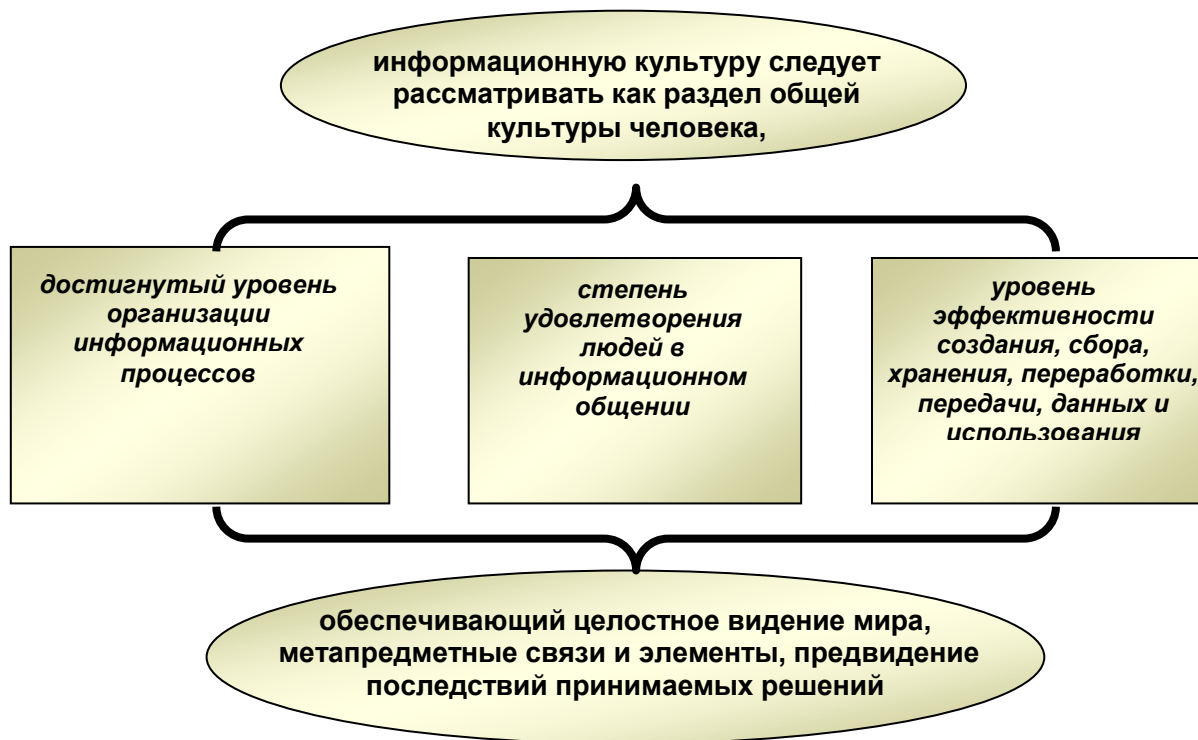 информационную культуру следует
рассматривать как раздел общей
культуры человека,
достигнутый уровень
организации
информационных
процессов
степень
удовлетворения
людей в
информационном
общении
уровень
эффективности
создания, сбора,
хранения, переработки,
передачи, данных и
использования
обеспечивающий целостное видение мира,
метапредметные связи и элементы, предвидение
последствий принимаемых решений